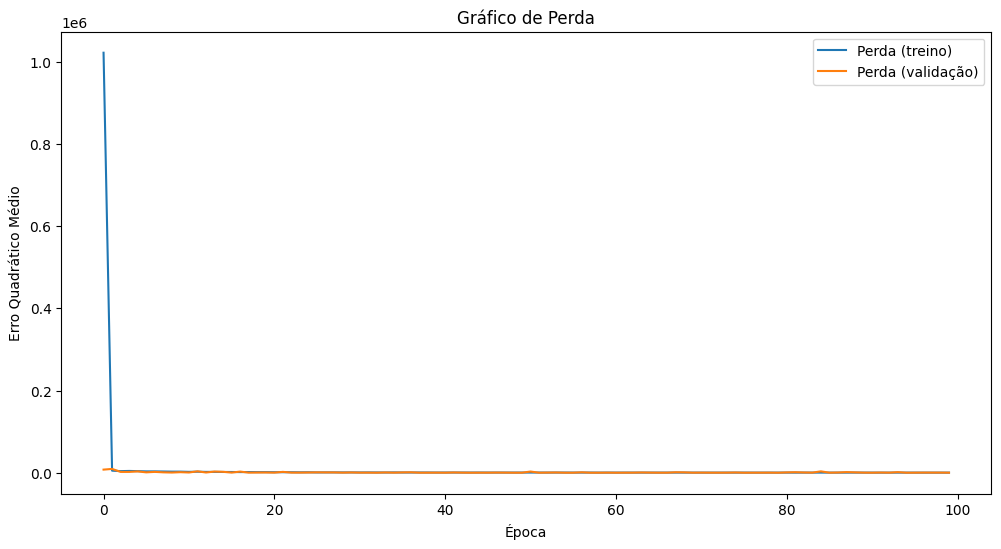 Gráfico de Perda
1e6
Perda (treino)
Perda (validação)
1.0
0.8
0.6
0.4
0.2
0.0
Erro Quadrático Médio
0 20 40 60 80 100
Época